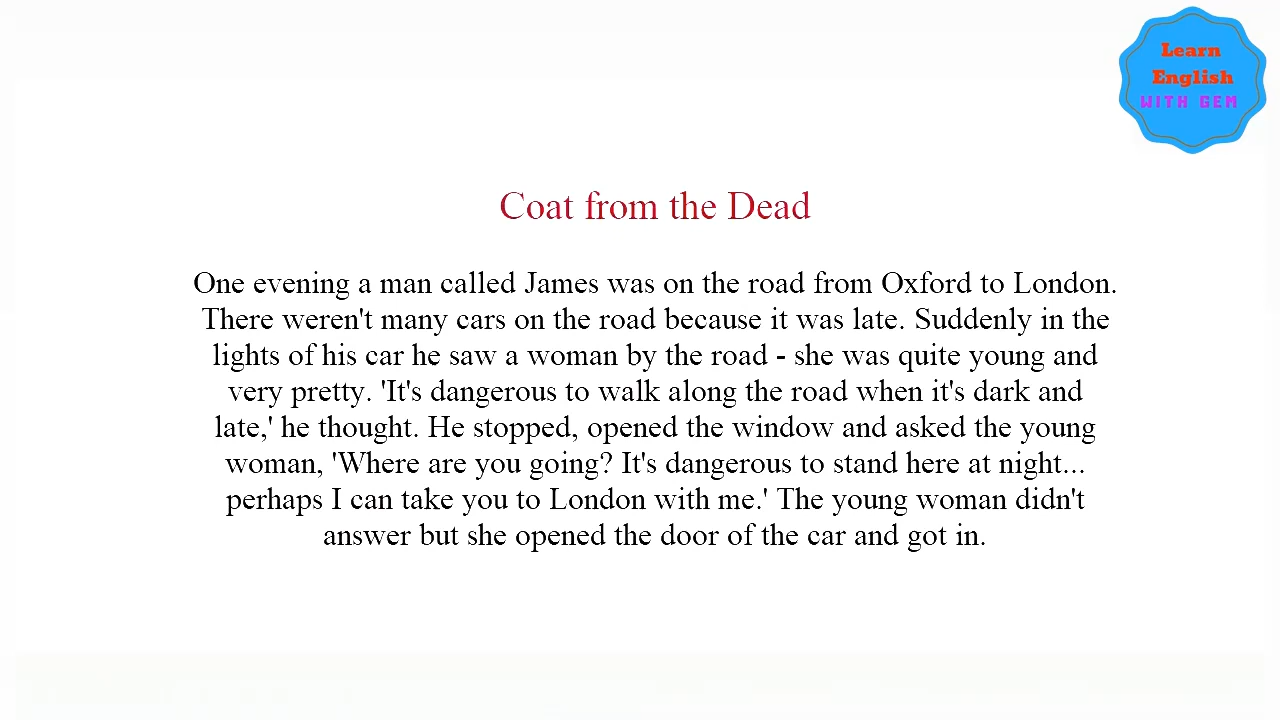 Learn
English
WITH GEM
Coat from the Dead
One evening a man called James was on the road from Oxford to London.
There weren't many cars on the road because it was late. Suddenly in the
lights of his car he saw a woman by the road - she was quite young and
very pretty. 'It's dangerous to walk along the road when it's dark and
late,' he thought. He stopped, opened the window and asked the young
woman, 'Where are you going? It's dangerous to stand here at night...
perhaps I can take you to London with me.' The young woman didn't
answer but she opened the door of the car and got in.